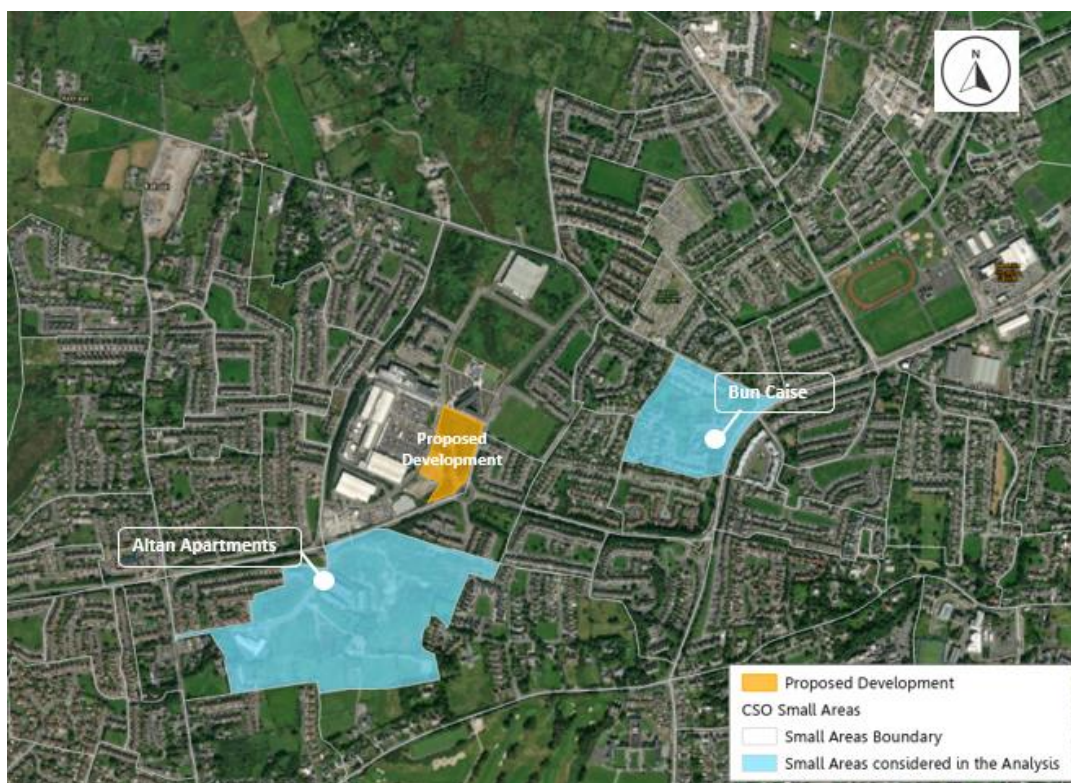 N
Bun Caise
Proposed
Development
Altan Apartments
Proposed Development
CSO Small Areas
Small Areas Boundary
Small Areas considered in the Analysis